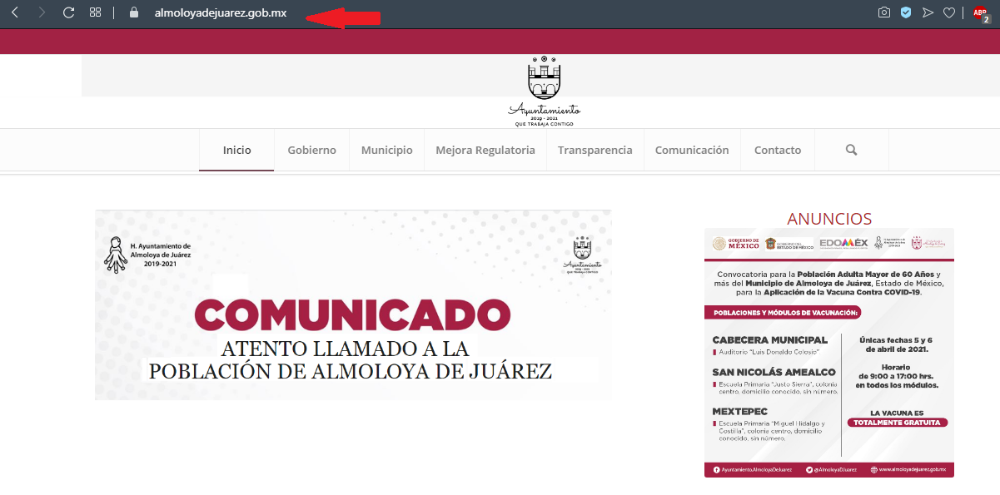 almoloyadejuarez.gob.mx
ABP
2
Ayuntamiento
2019 - 2021
QUE TRABAJA CONTIGO
Inicio
Gobierno
Municipio
Mejora Regulatoria
Transparencia
Comunicación
Contacto
H. Ayuntamiento de
Almoloya de Juárez
2019-2021
Ayuntamiento
2019 - 2021
QUE TRABAJA CONTIGO
COMUNICADO
ATENTO LLAMADO A LA
POBLACIÓN DE ALMOLOYA DE JUÁREZ
ANUNCIOS
GOBIERNO DE
MÉXICO
GOBIERNO DEL
ESTADO DE MÉXICO
EDOMÉX
H. Ayuntamiento de
Almoloya de Juárez
2019-2021
Convocatoria para la Población Adulta Mayor de 60 Años y
más del Municipio de Almoloya de Juárez, Estado de México,
para la Aplicación de la Vacuna Contra COVID-19.
POBLACIONES Y MÓDULOS DE VACUNACIÓN:
CABECERA MUNICIPAL
Auditorio "Luis Donaldo Colosio"
SAN NICOLÁS AMEALCO
Escuela Primaria "Justo Sierra", colonia
centro, domicilio conocido, sin número.
MEXTEPEC
Escuela Primaria "Miguel Hidalgo y
Costilla", colonia centro, domicilio
conocido, sin número.
Únicas fechas 5 y 6
de abril de 2021.
Horario
de 9:00 a 17:00 hrs.
en todos los módulos.
LA VACUNA ES
TOTALMENTE GRATUITA
Ayuntamiento.AlmoloyaDeJuarez
@AlmoloyaDJuarez
www.almoloyadejuarez.gob.mx